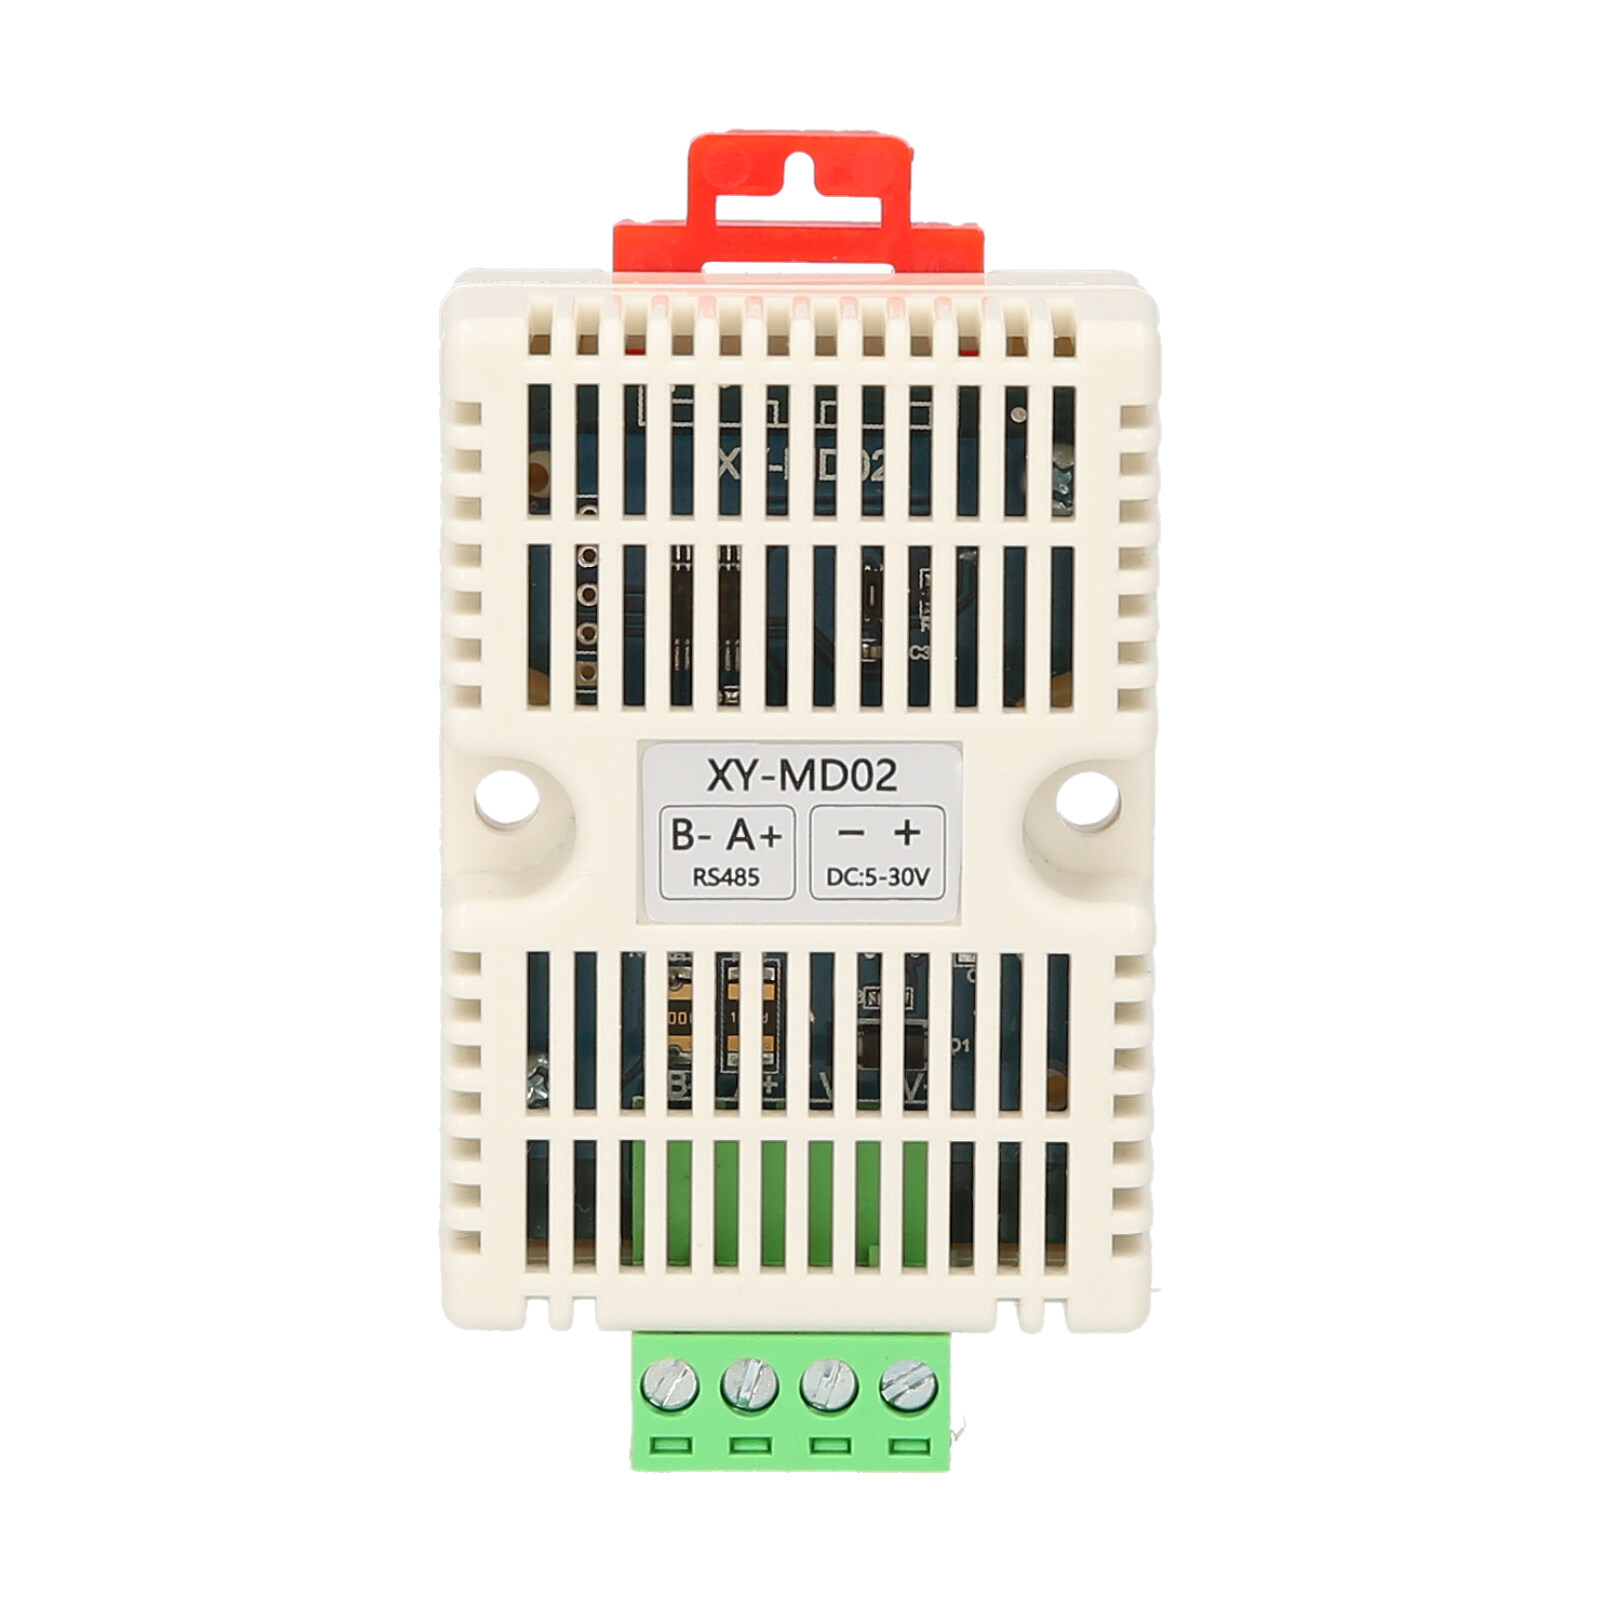 XY-MD02
B- A+
RS485
− +
DC:5-30V